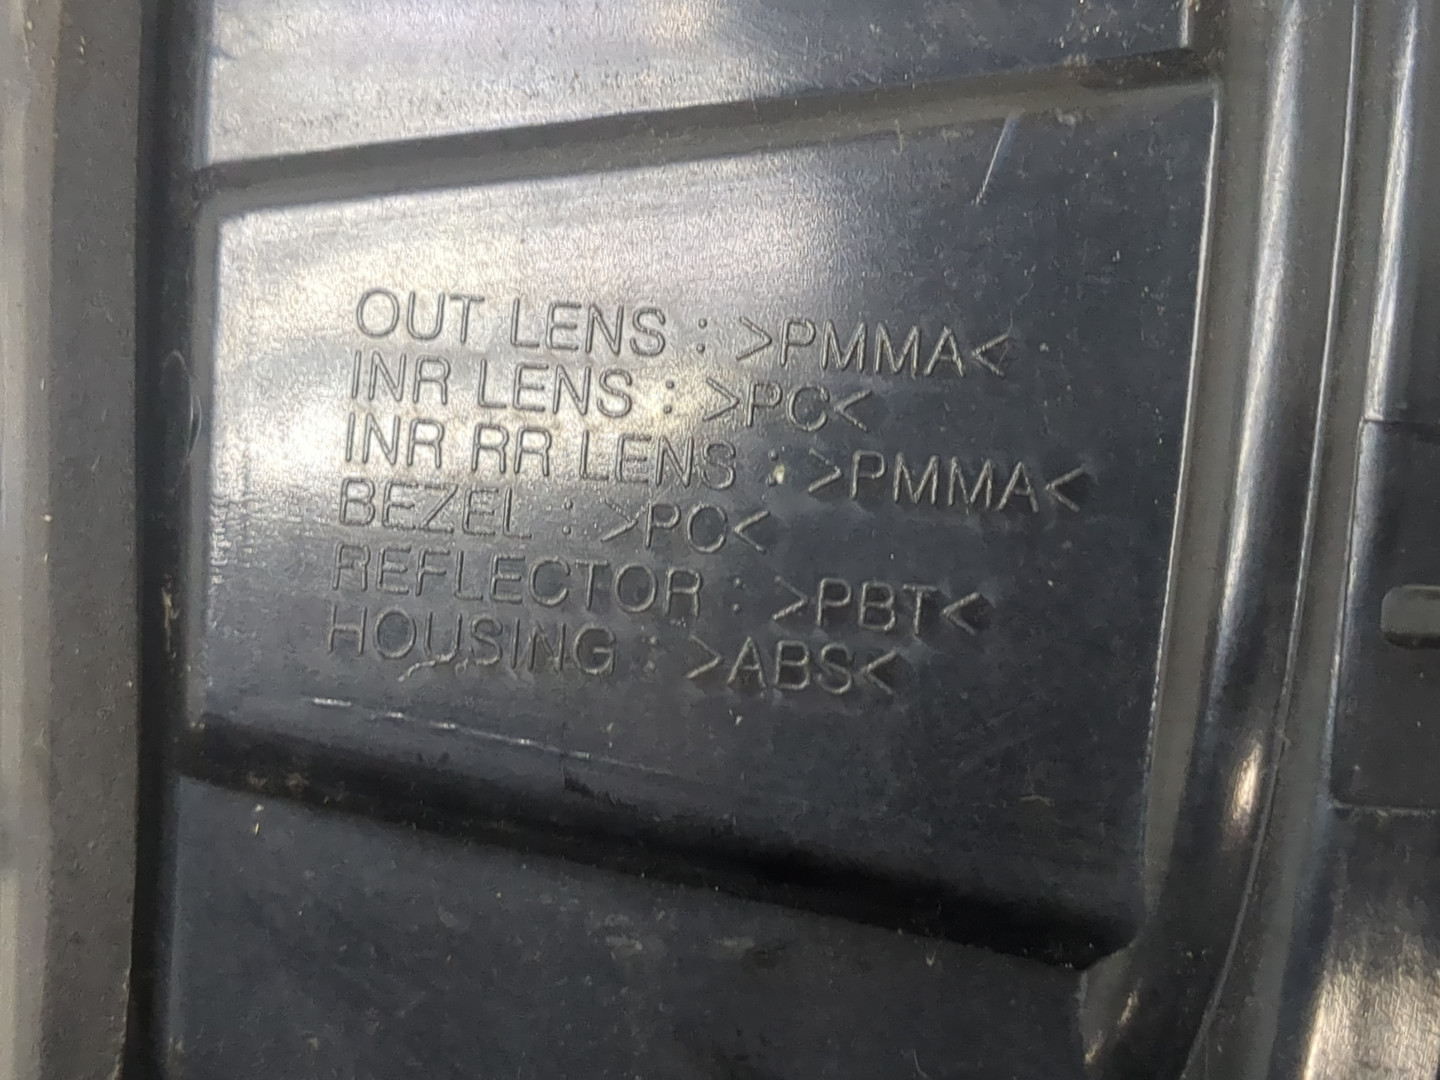 OUT LENS : >PMMA<
INR LENS : >PC<
INR RR LENS : >PMMA<
BEZEL : >PC<
REFLECTOR : >PBT<
HOUSING : >ABS<